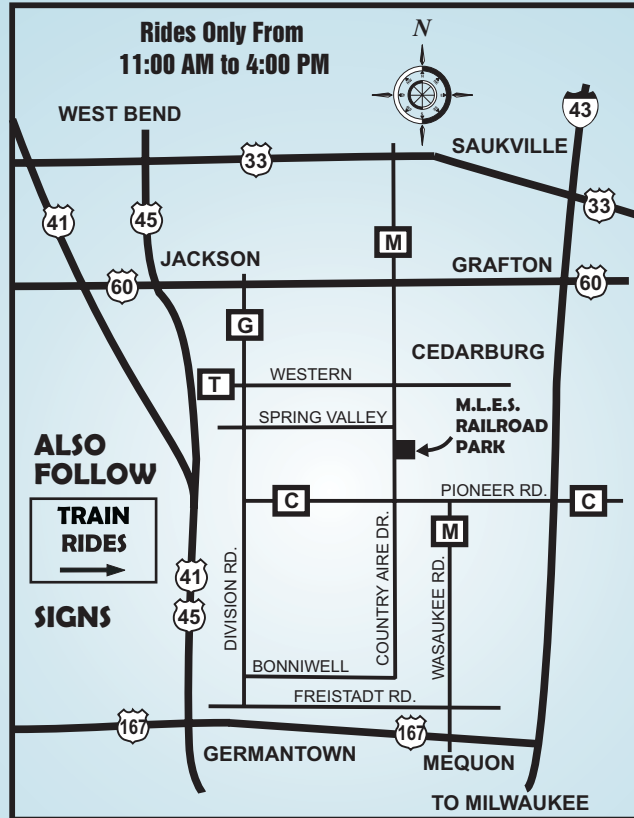 Rides Only From
11:00 AM to 4:00 PM
N
43
WEST BEND
SAUKVILLE
33
33
41
45
M
JACKSON
GRAFTON
60
60
G
CEDARBURG
T
WESTERN
SPRING VALLEY
M.L.E.S.
RAILROAD
PARK
ALSO
FOLLOW
TRAIN
RIDES
SIGNS
C
PIONEER RD.
C
M
41
45
DIVISION RD.
COUNTRY AIRE DR.
WASAUKEE RD.
BONNIWELL
FREISTADT RD.
167
167
GERMANTOWN
MEQUON
TO MILWAUKEE